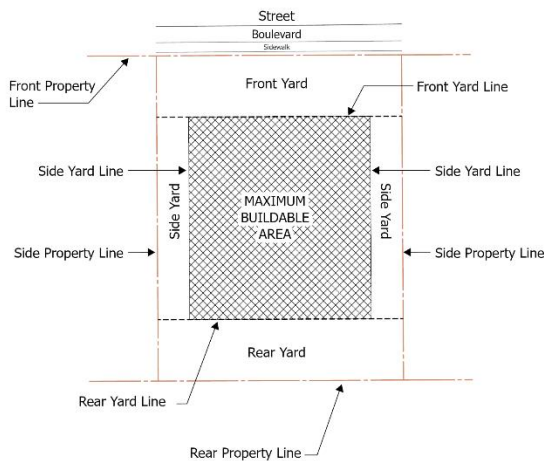 Street
Boulevard
Sidewalk
Front Property
Line
Front Yard
Front Yard Line
Side Yard Line
Side Yard
MAXIMUM
BUILDABLE
AREA
Side Yard
Side Yard Line
Side Property Line
Side Property Line
Rear Yard
Rear Yard Line
Rear Property Line